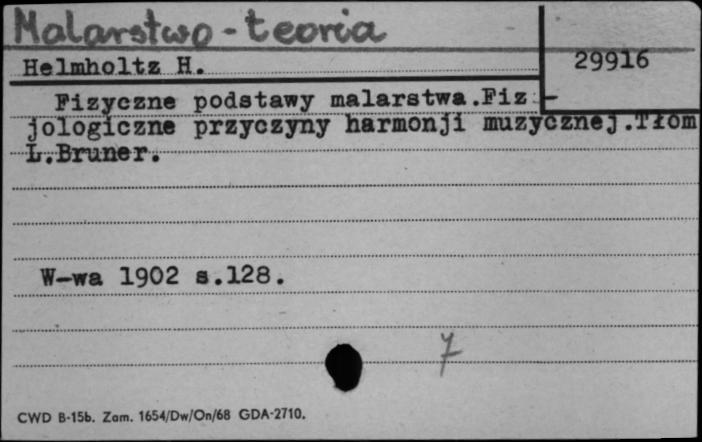 Malarstwo - teoria
Helmholtz H.
29916
Fizyczne podstawy malarstwa.Fiz -
jologiczne przyczyny harmonji muzycznej.Tłom
L.Bruner.
W-wa 1902 s.128.
7
CWD B-15b. Zam. 1654/Dw/On/68 GDA-2710.